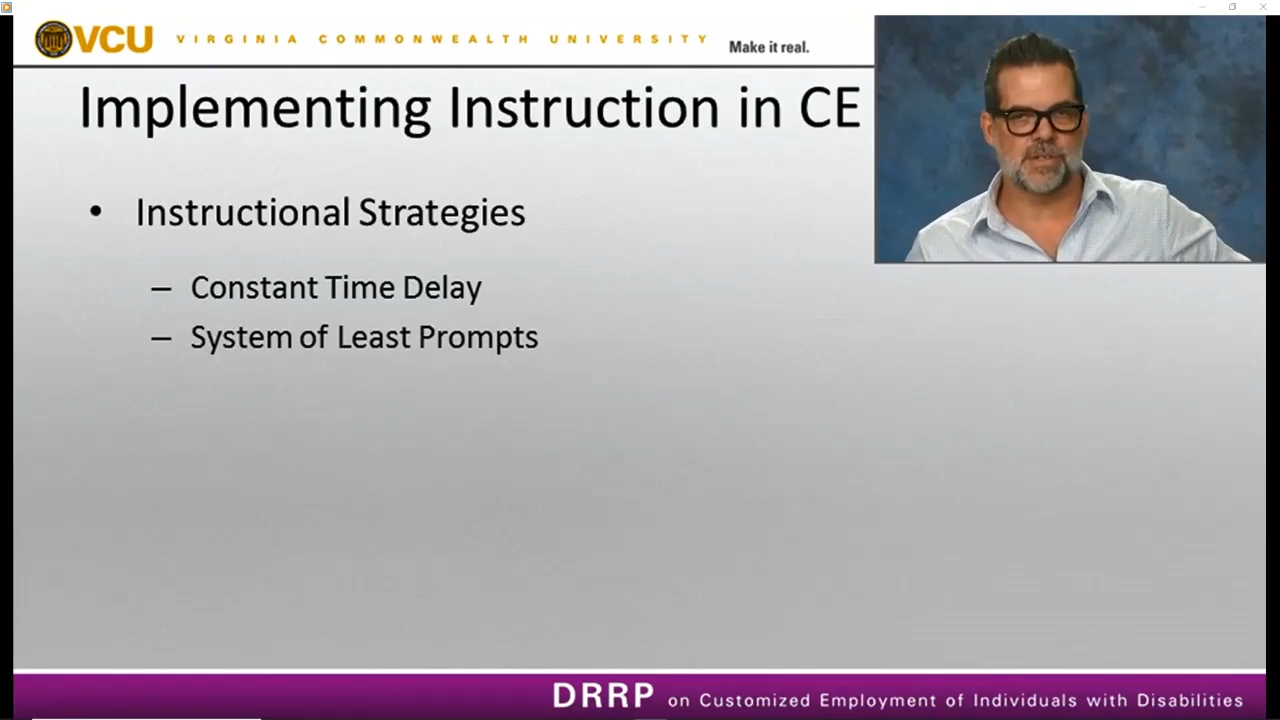 VCU VIRGINIA COMMONWEALTH UNIVERSITY Make it real.
Implementing Instruction in CE
• Instructional Strategies
– Constant Time Delay
– System of Least Prompts
DRRP on Customized Employment of Individuals with Disabilities